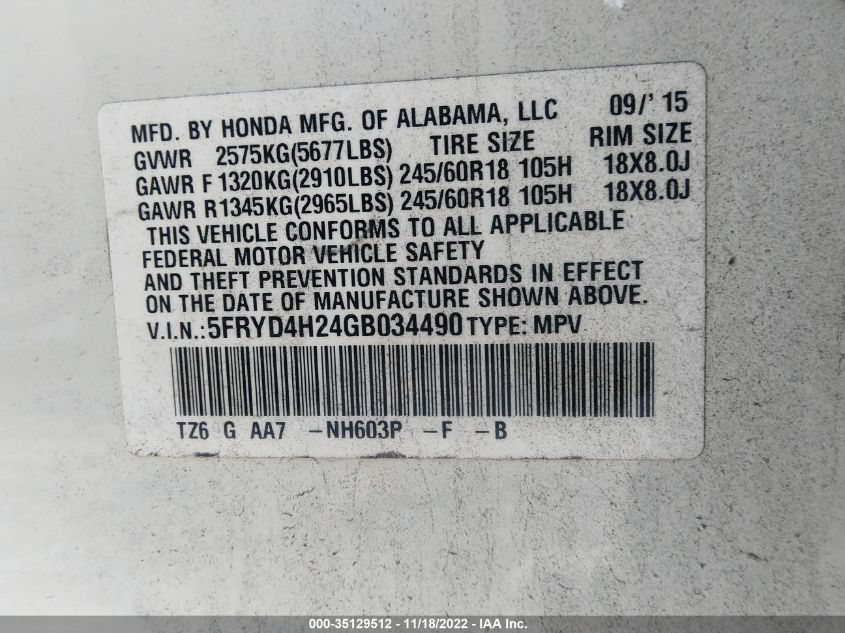 MFD. BY HONDA MFG. OF ALABAMA, LLC 09/' 15
GVWR 2575KG(5677LBS) TIRE SIZE RIM SIZE
GAWR F 1320KG(2910LBS) 245/60R18 105H 18X8.0J
GAWR R1345KG(2965LBS) 245/60R18 105H 18X8.0J
THIS VEHICLE CONFORMS TO ALL APPLICABLE
FEDERAL MOTOR VEHICLE SAFETY
AND THEFT PREVENTION STANDARDS IN EFFECT
ON THE DATE OF MANUFACTURE SHOWN ABOVE.
V.I.N.:5FRYD4H24GB034490 TYPE: MPV
TZ6 G AA7 -NH603P -F -B
000-35129512 - 11/18/2022 - IAA Inc.